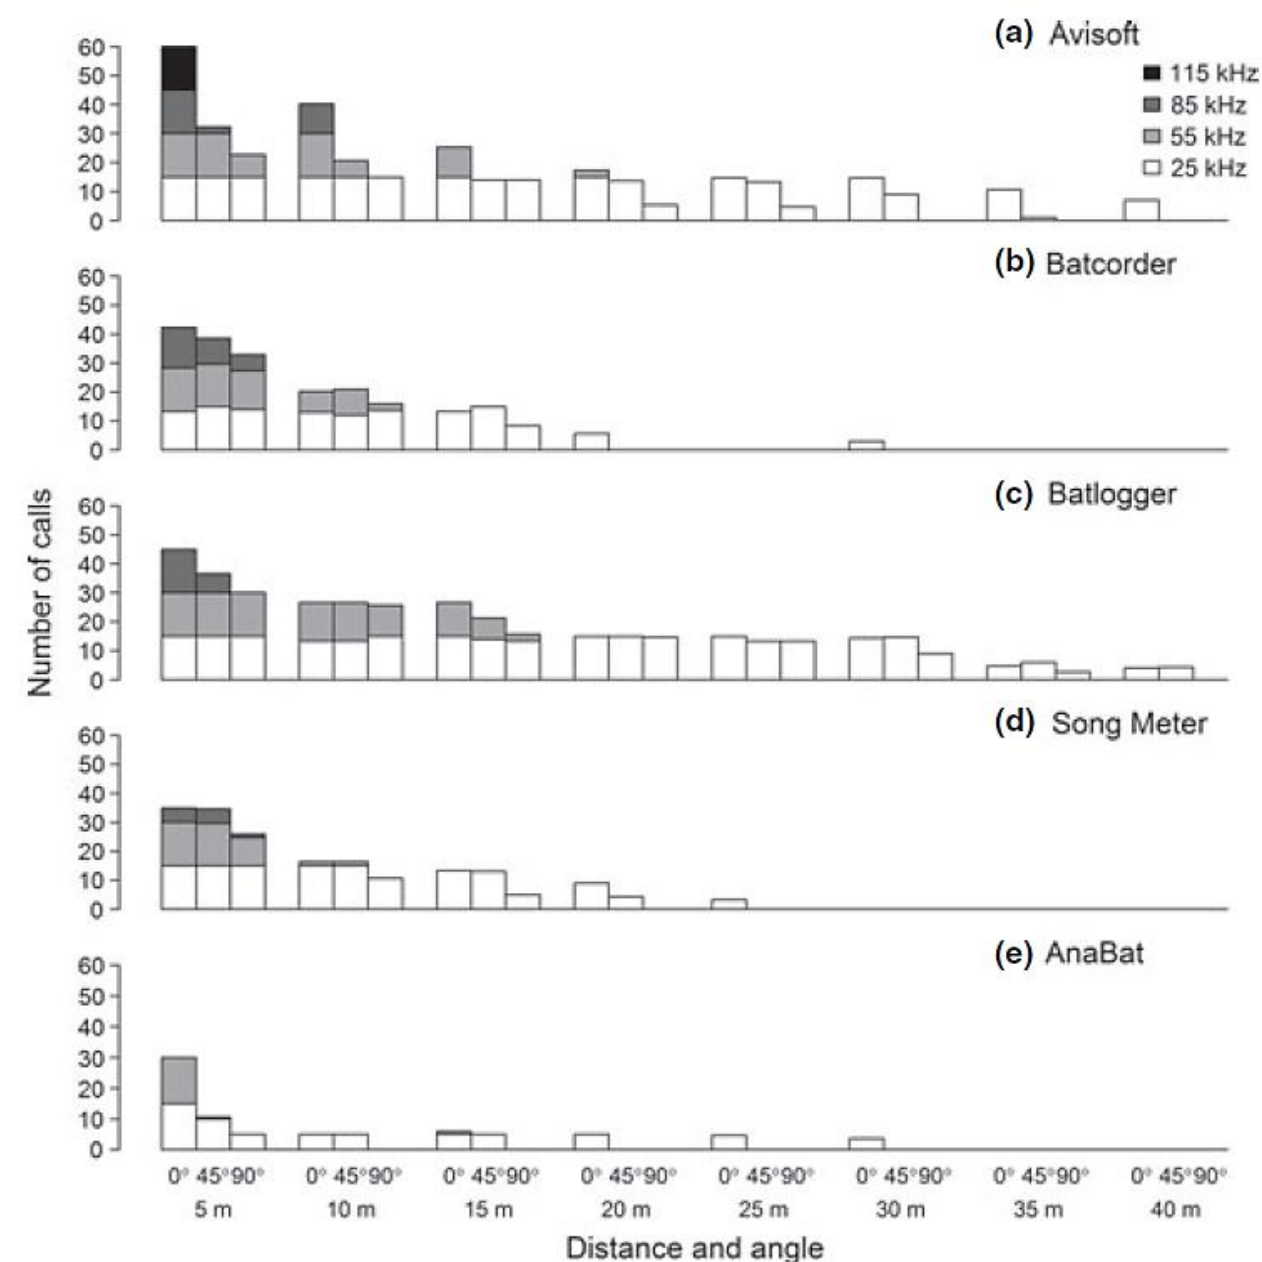 (a) Avisoft
115 kHz
85 kHz
55 kHz
25 kHz
60
50
40
30
20
10
0
(b) Batcorder
60
50
40
30
20
10
0
(c) Batlogger
60
50
40
30
20
10
0
Number of calls
(d) Song Meter
60
50
40
30
20
10
0
(e) AnaBat
60
50
40
30
20
10
0
0° 45°90° 0° 45°90° 0° 45°90° 0° 45°90° 0° 45°90° 0° 45°90° 0° 45°90° 0° 45°90°
5 m 10 m 15 m 20 m 25 m 30 m 35 m 40 m
Distance and angle